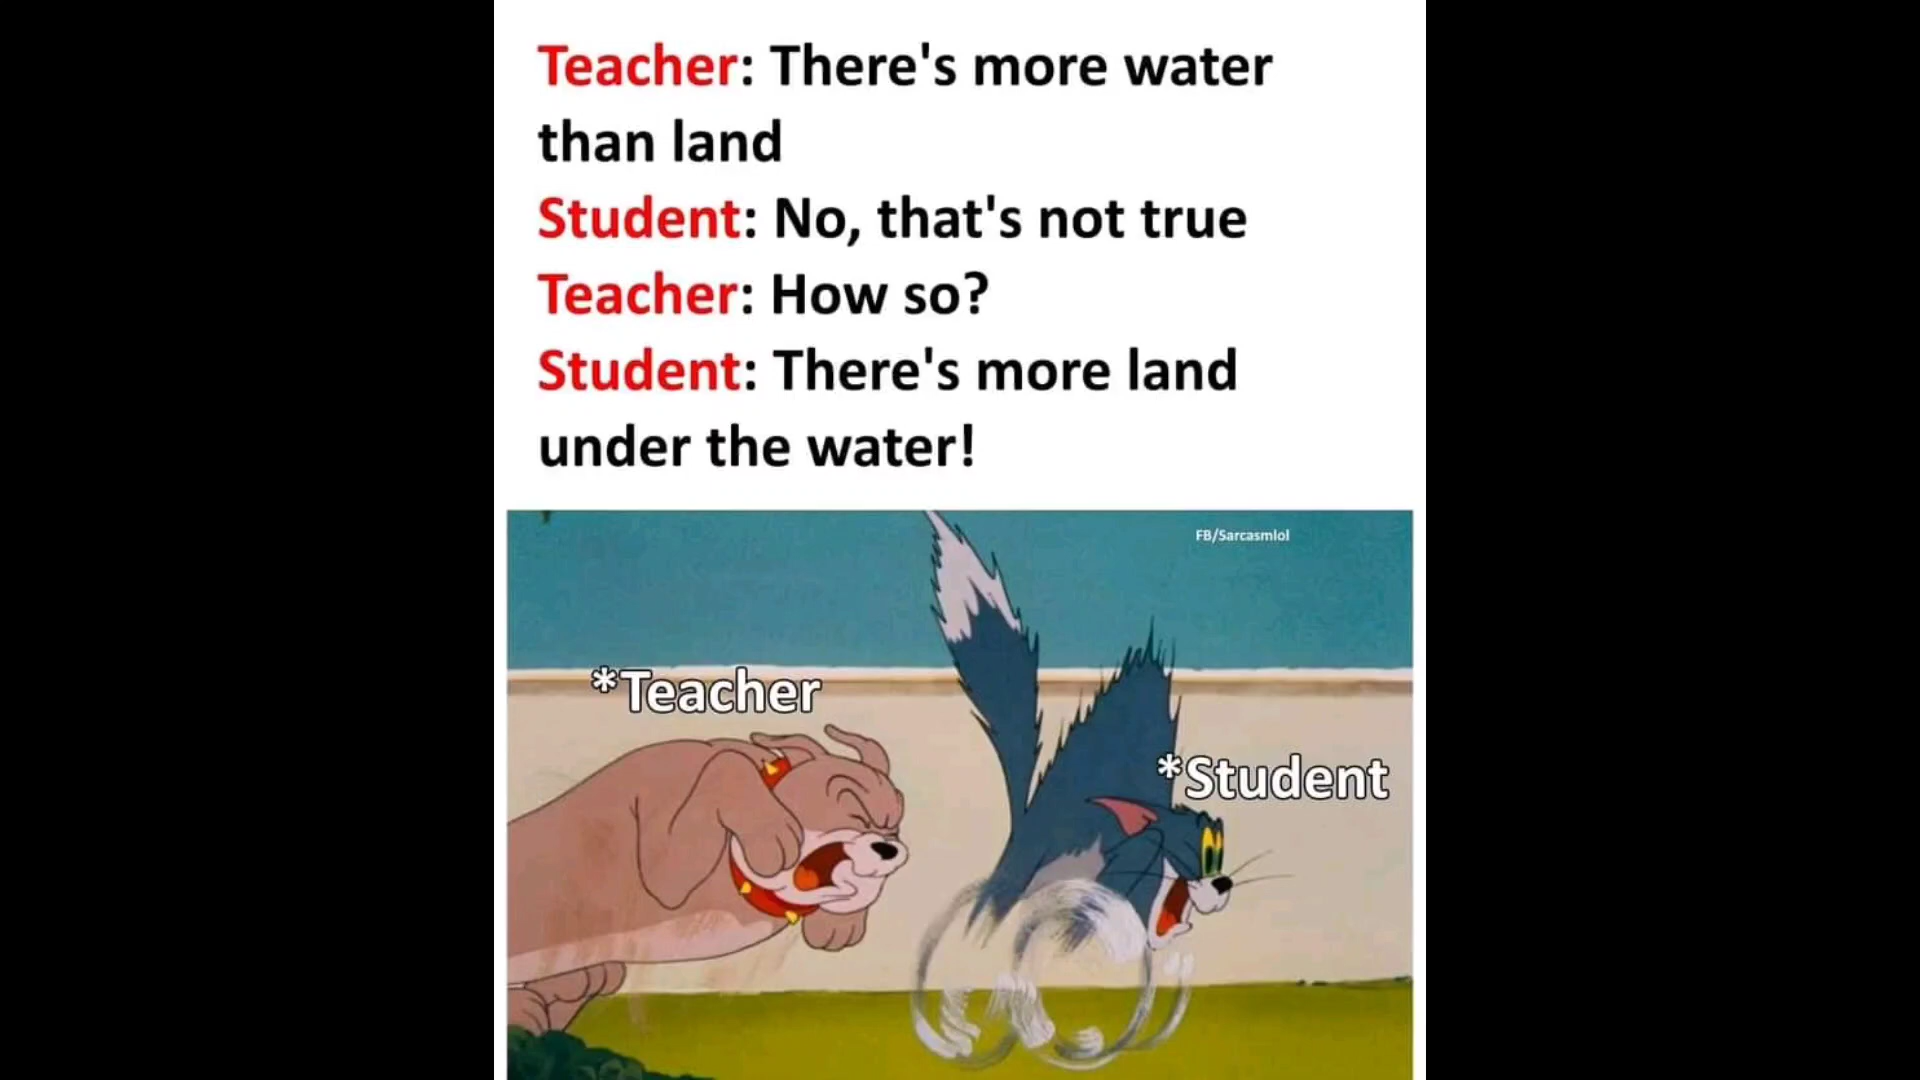 Teacher: There's more water
than land
Student: No, that's not true
Teacher: How so?
Student: There's more land
under the water!
FB/Sarcasmlol
*Teacher
*Student